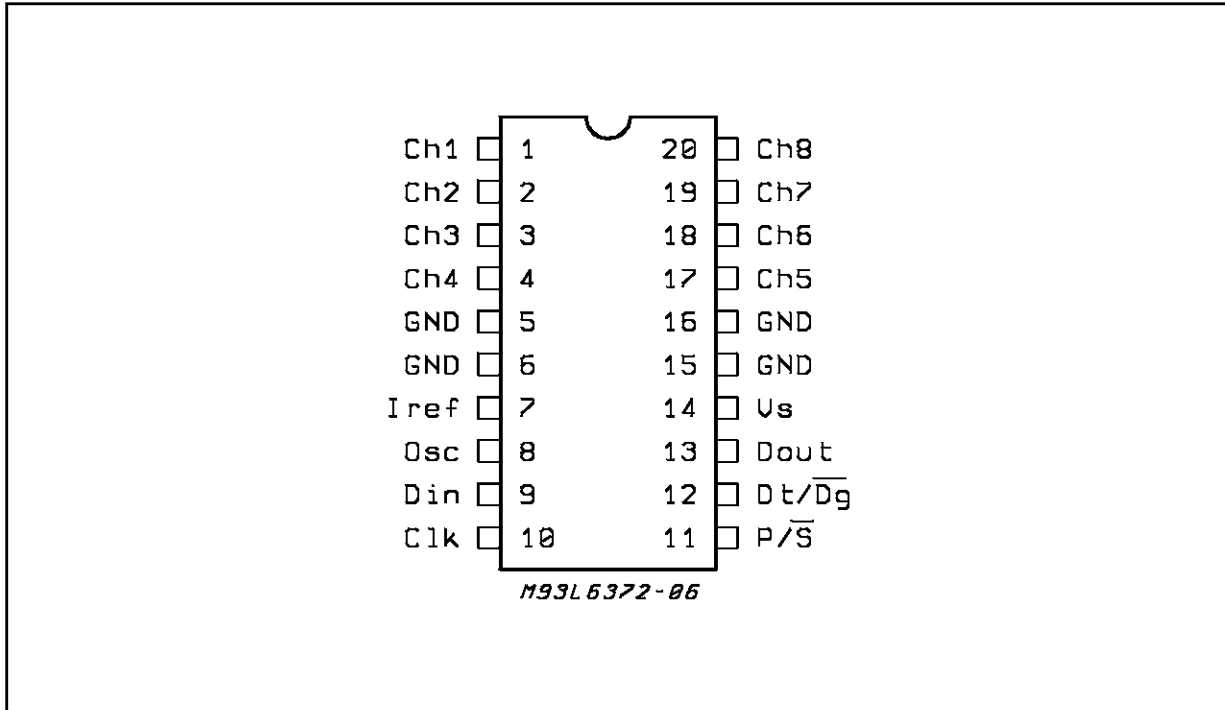 Ch1 1 20 Ch8
Ch2 2 19 Ch7
Ch3 3 18 Ch6
Ch4 4 17 Ch5
GND 5 16 GND
GND 6 15 GND
Iref 7 14 Vs
Osc 8 13 Dout
Din 9 12 Dt/D̅g̅
Clk 10 11 P/S̅
M93L6372-06